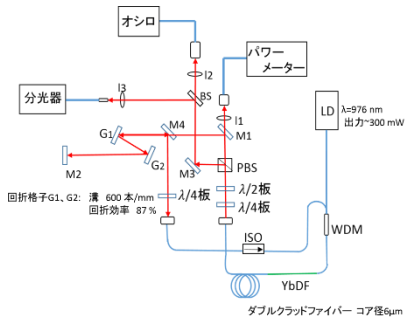 オシロ
パワー
メーター
分光器
l3
l2
BS
l1
LD
λ=976 nm
出力~300 mW
G1
M4
M1
M2
G2
M3
PBS
λ/2板
λ/4板
λ/4板
回折格子G1、G2: 溝 600 本/mm
回折効率 87 %
ISO
WDM
YbDF
ダブルクラッドファイバー コア径6μm